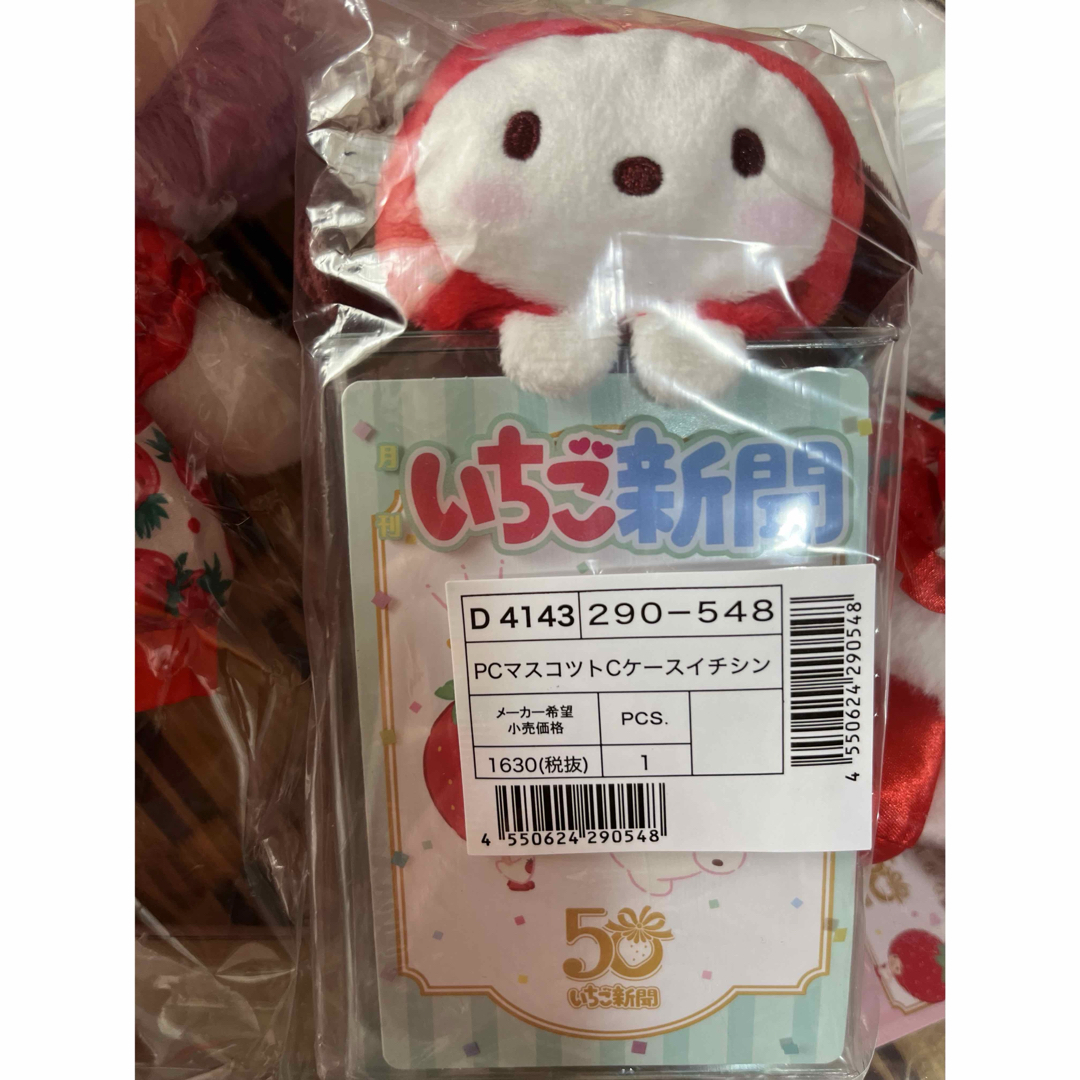 月刊
いちご新聞
D 4143 290-548
PCマスコツトCケースイチシン
メーカー希望
小売価格
PCS.
1630(税抜)
1
4 550624 290548
4 550624 290548
50
いちご新聞